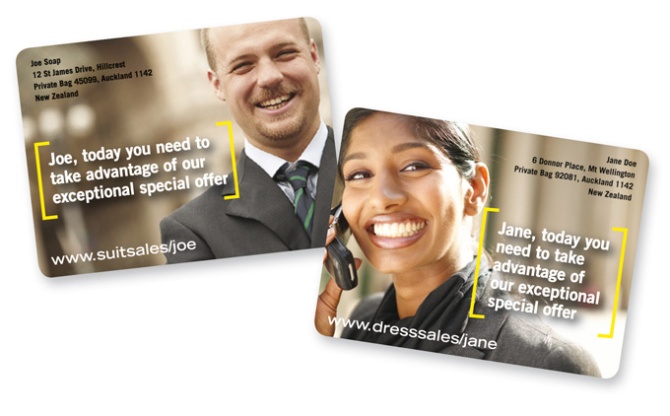 Joe Soap
12 St James Drive, Hillcrest
Private Bag 45099, Auckland 1142
New Zealand
Joe, today you need to
take advantage of our
exceptional special offer
www.suitsales/joe
Jane Doe
6 Donnor Place, Mt Wellington
Private Bag 92081, Auckland 1142
New Zealand
Jane, today you
need to take
advantage of
our exceptional
special offer
www.dresssales/jane